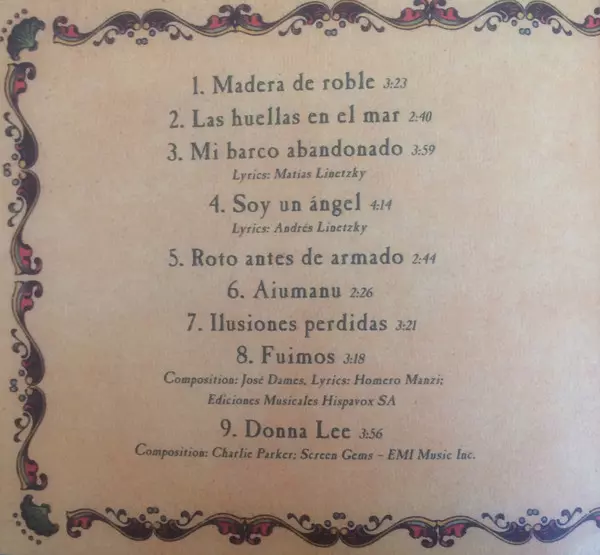 1. Madera de roble 3:23
2. Las huellas en el mar 2:40
3. Mi barco abandonado 3:59
Lyrics: Matías Linetzky
4. Soy un ángel 4:14
Lyrics: Andrés Linetzky
5. Roto antes de armado 2:44
6. Aiumanu 2:26
7. Ilusiones perdidas 3:21
8. Fuimos 3:18
Composition: José Dames, Lyrics: Homero Manzi;
Ediciones Musicales Hispavox SA
9. Donna Lee 3:56
Composition: Charlie Parker; Screen Gems – EMI Music Inc.